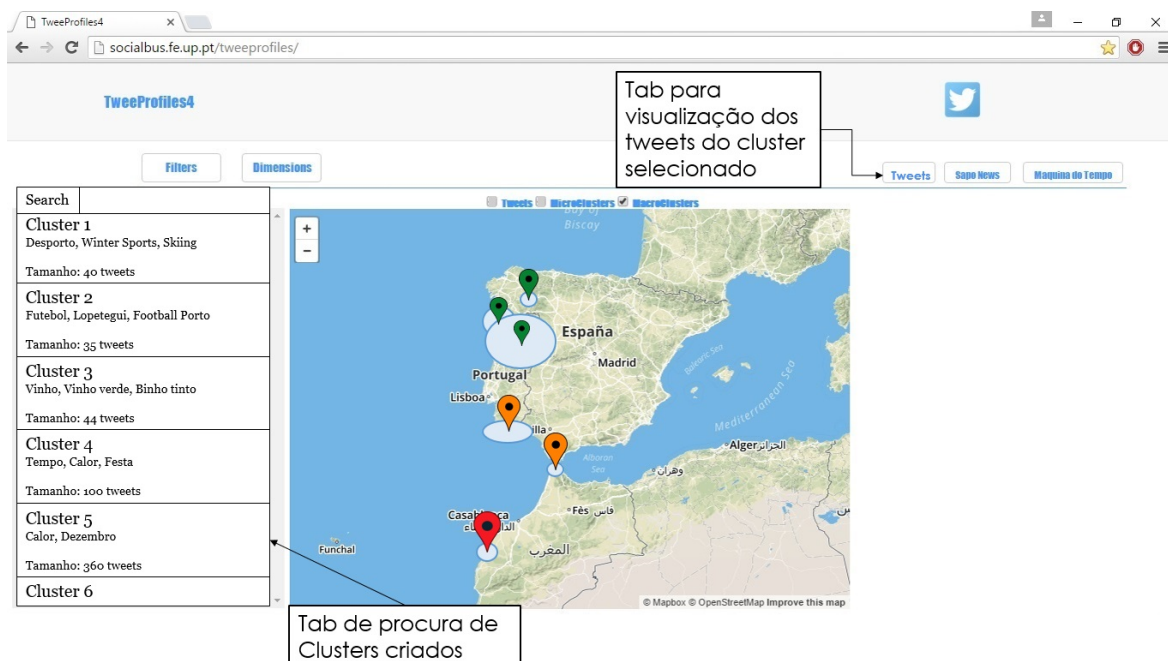 TweeProfiles4
socialbus.fe.up.pt/tweeprofiles/
TweeProfiles4
Tab para
visualização dos
tweets do cluster
selecionado
Filters
Dimensions
Tweets
Sapo News
Maquina do Tempo
Search
Tweets MicroClusters MacroClusters
Cluster 1
Desporto, Winter Sports, Skiing
Tamanho: 40 tweets
Cluster 2
Futebol, Lopetegui, Football Porto
Tamanho: 35 tweets
Cluster 3
Vinho, Vinho verde, Binho tinto
Tamanho: 44 tweets
Cluster 4
Tempo, Calor, Festa
Tamanho: 100 tweets
Cluster 5
Calor, Dezembro
Tamanho: 360 tweets
Cluster 6
+
-
Bay of
Biscay
España
Madrid
Portugal
Lisboa
Balearic Sea
Mediterranean Sea
Alboran
Sea
Alger الجزائر
وهران
Fès فاس
المغرب
Funchal
© Mapbox © OpenStreetMap Improve this map
Tab de procura de
Clusters criados